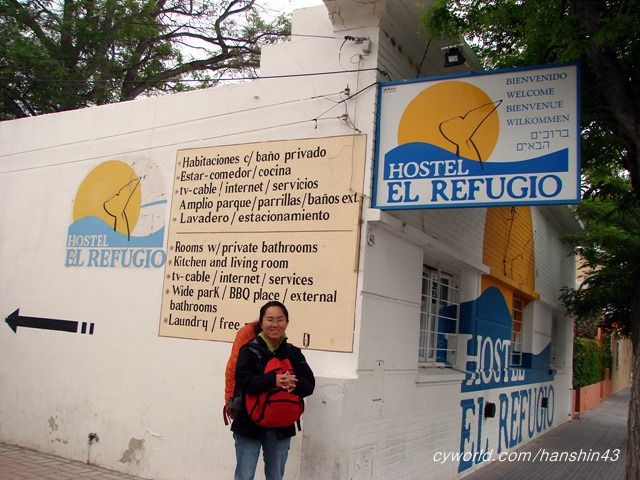 HOSTEL
EL REFUGIO
Habitaciones c/ baño privado
Estar-comedor/cocina
tv-cable/internet/servicios
Amplio parque/parrillas/baños ext
Lavadero/estacionamiento
Rooms w/private bathrooms
Kitchen and living room
tv-cable/internet/services
Wide park/BBQ place/external
bathrooms
Laundry/free
BIENVENIDO
WELCOME
BIENVENUE
WILKOMMEN
ברוכים
הבאים
HOSTEL
EL REFUGIO
HOSTEL
EL REFUGIO
cyworld.com/hanshin43